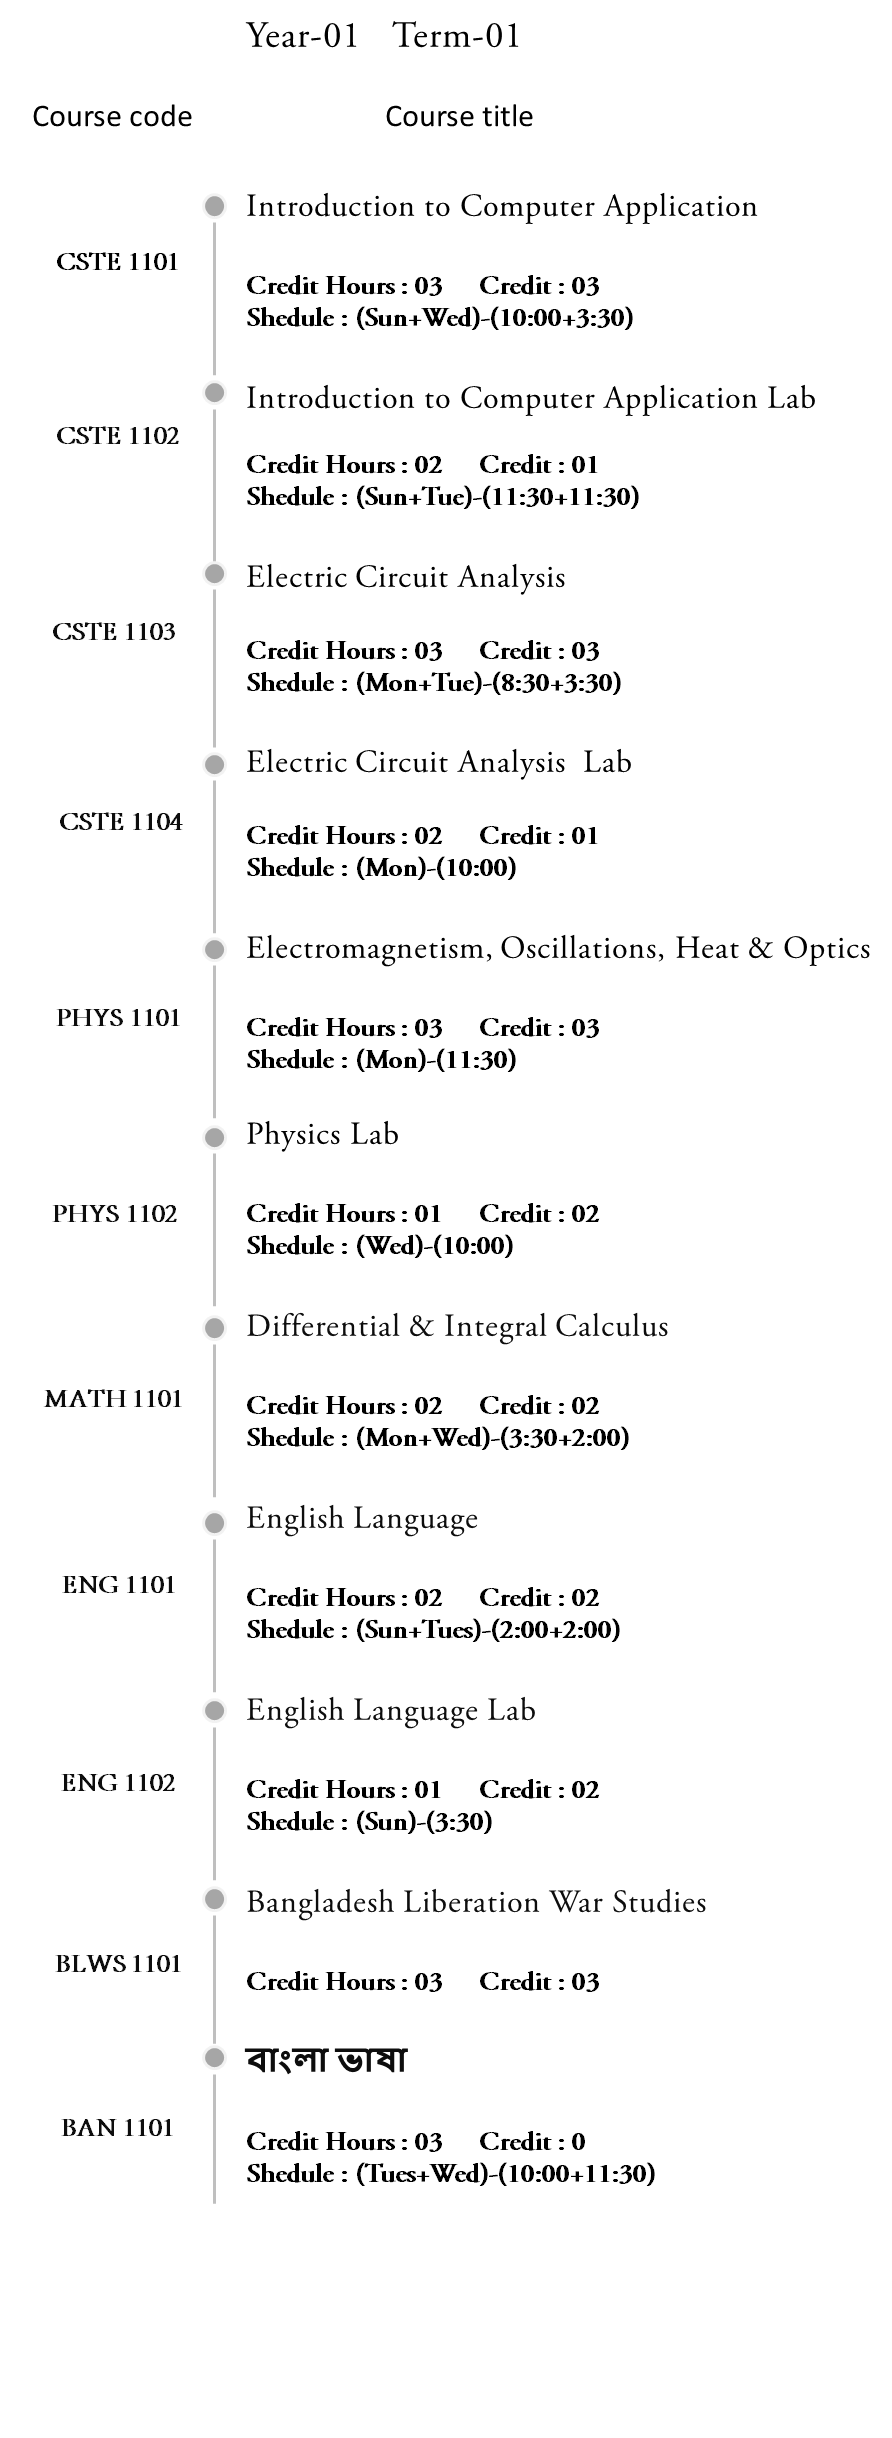 Year-01 Term-01
Course code Course title
Introduction to Computer Application
CSTE 1101
Credit Hours : 03 Credit : 03
Shedule : (Sun+Wed)-(10:00+3:30)
Introduction to Computer Application Lab
CSTE 1102
Credit Hours : 02 Credit : 01
Shedule : (Sun+Tue)-(11:30+11:30)
Electric Circuit Analysis
CSTE 1103
Credit Hours : 03 Credit : 03
Shedule : (Mon+Tue)-(8:30+3:30)
Electric Circuit Analysis Lab
CSTE 1104
Credit Hours : 02 Credit : 01
Shedule : (Mon)-(10:00)
Electromagnetism, Oscillations, Heat & Optics
PHYS 1101
Credit Hours : 03 Credit : 03
Shedule : (Mon)-(11:30)
Physics Lab
PHYS 1102
Credit Hours : 01 Credit : 02
Shedule : (Wed)-(10:00)
Differential & Integral Calculus
MATH 1101
Credit Hours : 02 Credit : 02
Shedule : (Mon+Wed)-(3:30+2:00)
English Language
ENG 1101
Credit Hours : 02 Credit : 02
Shedule : (Sun+Tues)-(2:00+2:00)
English Language Lab
ENG 1102
Credit Hours : 01 Credit : 02
Shedule : (Sun)-(3:30)
Bangladesh Liberation War Studies
BLWS 1101
Credit Hours : 03 Credit : 03
বাংলা ভাষা
BAN 1101
Credit Hours : 03 Credit : 0
Shedule : (Tues+Wed)-(10:00+11:30)